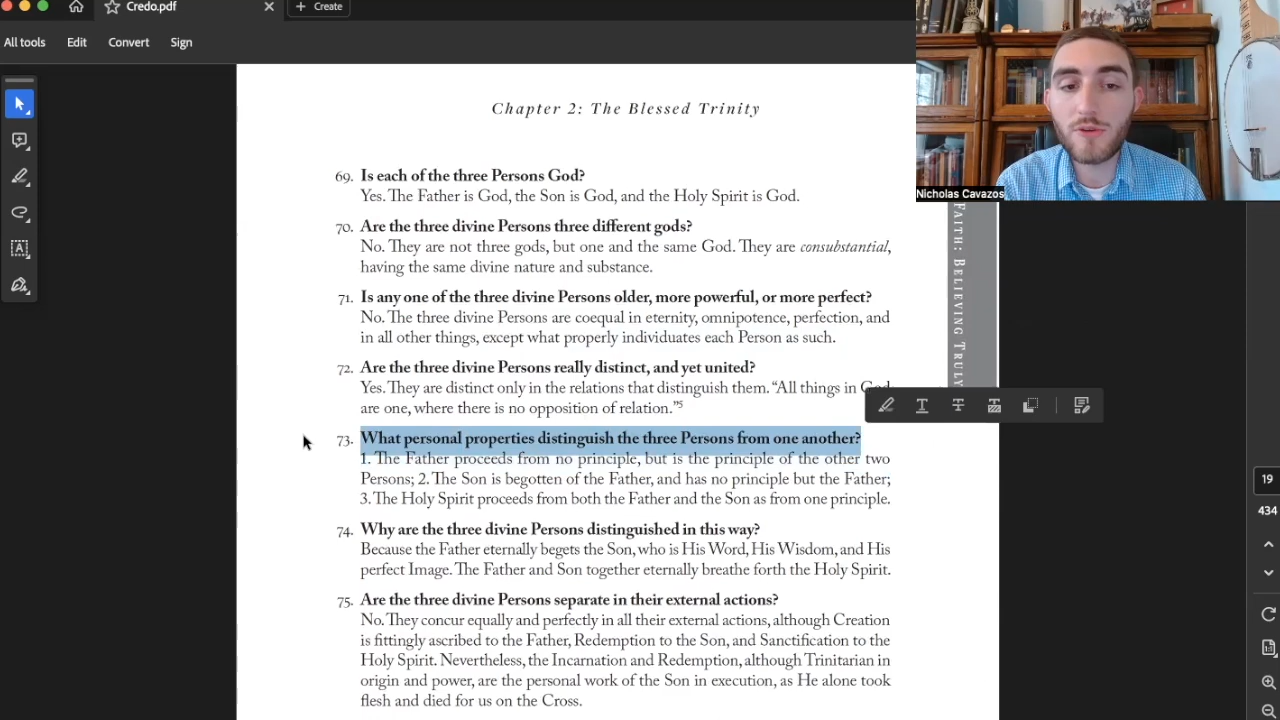 Credo.pdf
Create
All tools
Edit
Convert
Sign
Nicholas Cavazos
Chapter 2: The Blessed Trinity
69. Is each of the three Persons God?
Yes. The Father is God, the Son is God, and the Holy Spirit is God.
70. Are the three divine Persons three different gods?
No. They are not three gods, but one and the same God. They are consubstantial,
having the same divine nature and substance.
71. Is any one of the three divine Persons older, more powerful, or more perfect?
No. The three divine Persons are coequal in eternity, omnipotence, perfection, and
in all other things, except what properly individuates each Person as such.
72. Are the three divine Persons really distinct, and yet united?
Yes. They are distinct only in the relations that distinguish them. “All things in God
are one, where there is no opposition of relation.”5
73. What personal properties distinguish the three Persons from one another?
1. The Father proceeds from no principle, but is the principle of the other two
Persons; 2. The Son is begotten of the Father, and has no principle but the Father;
3. The Holy Spirit proceeds from both the Father and the Son as from one principle.
74. Why are the three divine Persons distinguished in this way?
Because the Father eternally begets the Son, who is His Word, His Wisdom, and His
perfect Image. The Father and Son together eternally breathe forth the Holy Spirit.
75. Are the three divine Persons separate in their external actions?
No. They concur equally and perfectly in all their external actions, although Creation
is fittingly ascribed to the Father, Redemption to the Son, and Sanctification to the
Holy Spirit. Nevertheless, the Incarnation and Redemption, although Trinitarian in
origin and power, are the personal work of the Son in execution, as He alone took
flesh and died for us on the Cross.
Faith: Believing Truly
19
434